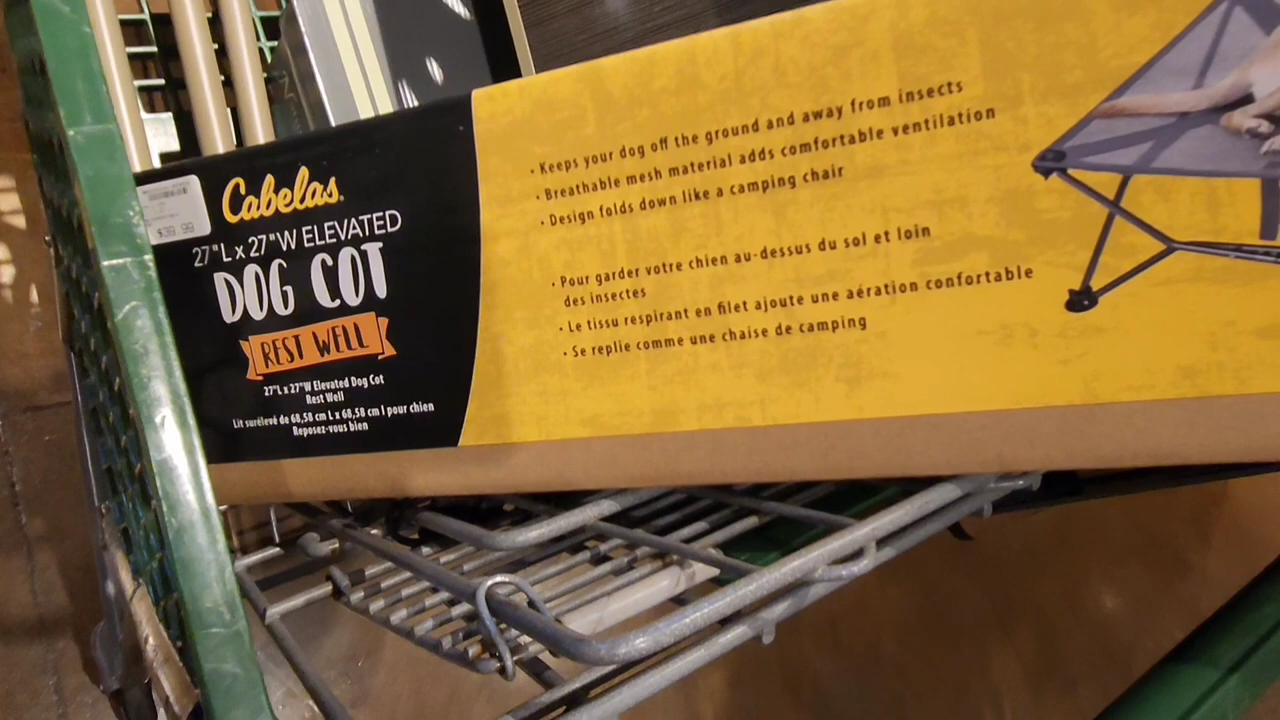 Cabelas®
27"L x 27"W ELEVATED
DOG COT
REST WELL
27"L x 27"W Elevated Dog Cot
Rest Well
Lit surélevé de 68,58 cm L x 68,58 cm l pour chien
Reposez-vous bien
$39.99
• Keeps your dog off the ground and away from insects
• Breathable mesh material adds comfortable ventilation
• Design folds down like a camping chair
• Pour garder votre chien au-dessus du sol et loin
des insectes
• Le tissu respirant en filet ajoute une aération confortable
• Se replie comme une chaise de camping